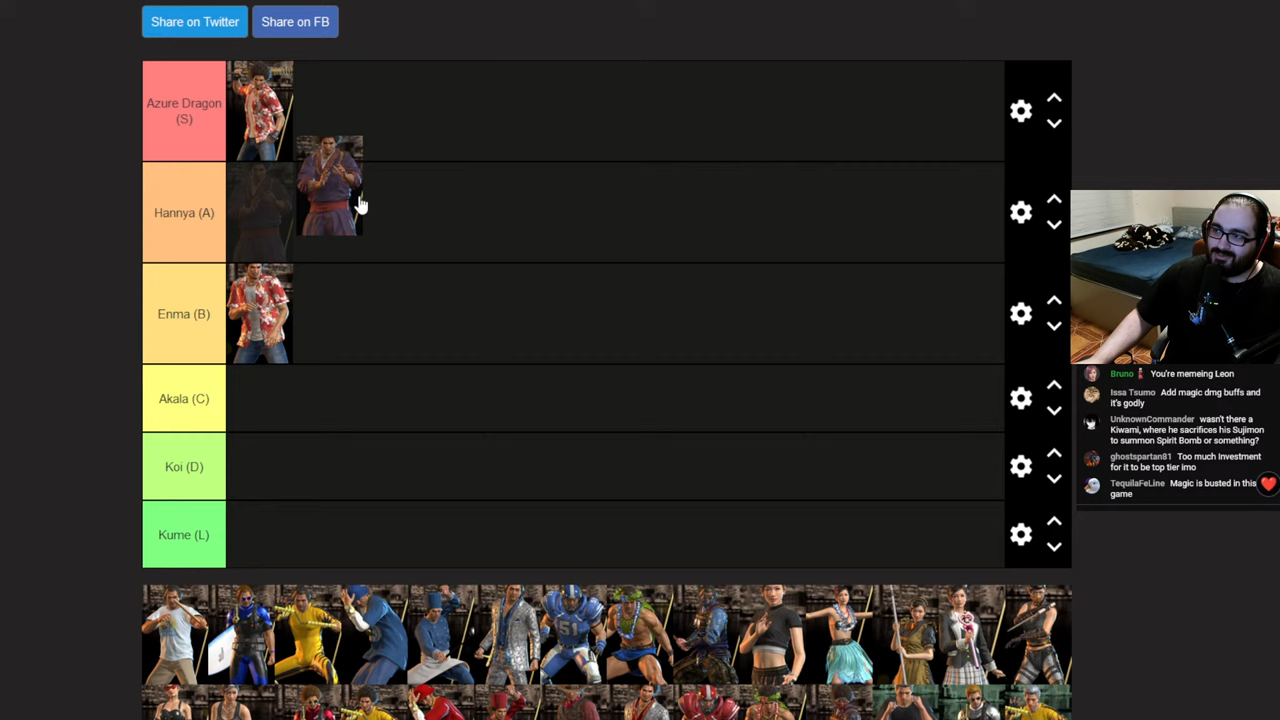 Share on Twitter
Share on FB
Azure Dragon
(S)
Hannya (A)
Enma (B)
Akala (C)
Koi (D)
Kume (L)
Bruno You're memeing Leon
Issa Tsumo Add magic dmg buffs and
it's godly
UnknownCommander wasn't there a
Kiwami, where he sacrifices his Sujimon
to summon Spirit Bomb or something?
ghostspartan81 Too much Investment
for it to be top tier imo
TequilaFeLine Magic is busted in this
game
51